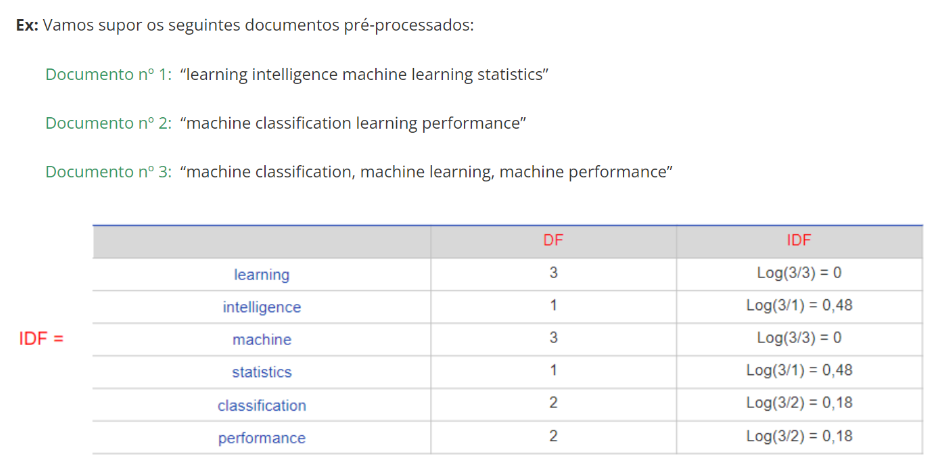 Ex: Vamos supor os seguintes documentos pré-processados:
Documento nº 1: “learning intelligence machine learning statistics”
Documento nº 2: “machine classification learning performance”
Documento nº 3: “machine classification, machine learning, machine performance”
DF IDF
learning 3 Log(3/3) = 0
intelligence 1 Log(3/1) = 0,48
IDF = machine 3 Log(3/3) = 0
statistics 1 Log(3/1) = 0,48
classification 2 Log(3/2) = 0,18
performance 2 Log(3/2) = 0,18